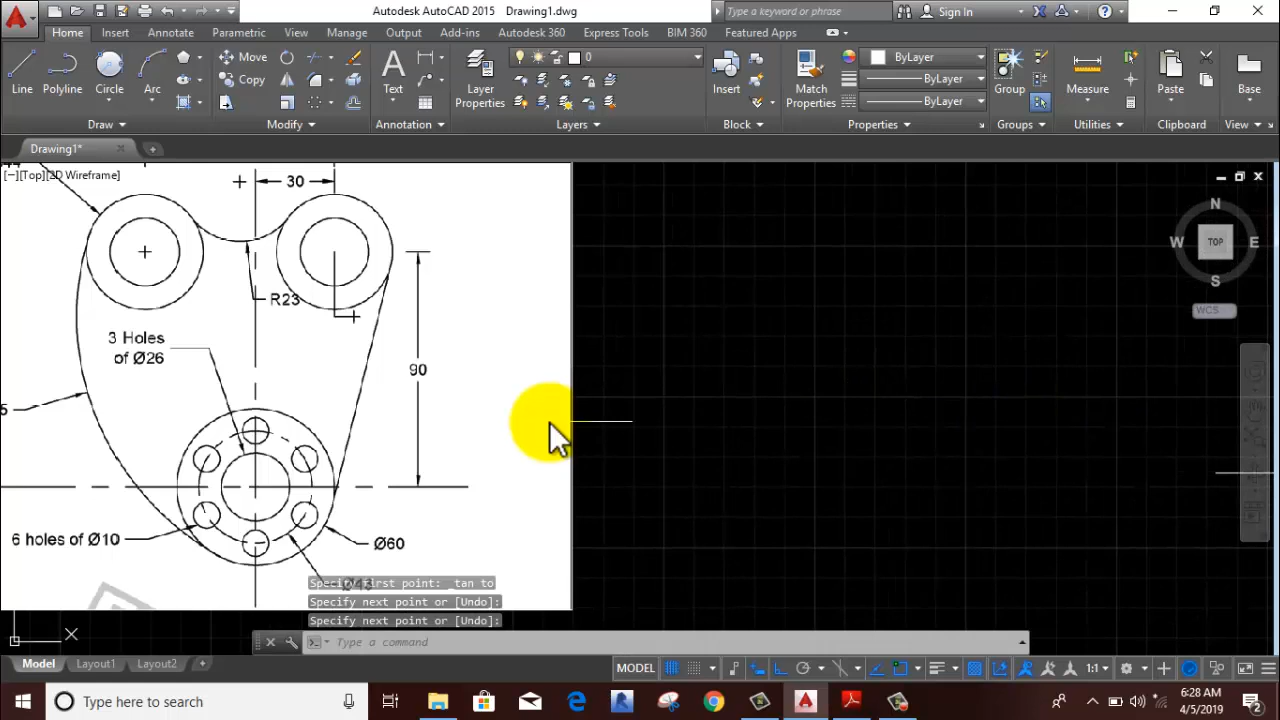 Autodesk AutoCAD 2015 Drawing1.dwg
Type a keyword or phrase
Sign In
Home Insert Annotate Parametric View Manage Output Add-ins Autodesk 360 Express Tools BIM 360 Featured Apps
Line Polyline Circle Arc
Move
Copy
Text
Layer Properties
0
Insert
Match Properties
ByLayer
ByLayer
ByLayer
Group
Measure
Paste
Base
Draw Modify Annotation Layers Block Properties Groups Utilities Clipboard View
Drawing1*
[−][Top][2D Wireframe]
30
N
W TOP E
S
WCS
R23
3 Holes
of Ø26
90
5
6 holes of Ø10
Ø60
Specify first point: _tan to
Specify next point or [Undo]:
Specify next point or [Undo]:
Type a command
Model Layout1 Layout2
MODEL
1:1
Type here to search
6:28 AM
4/5/2019
2